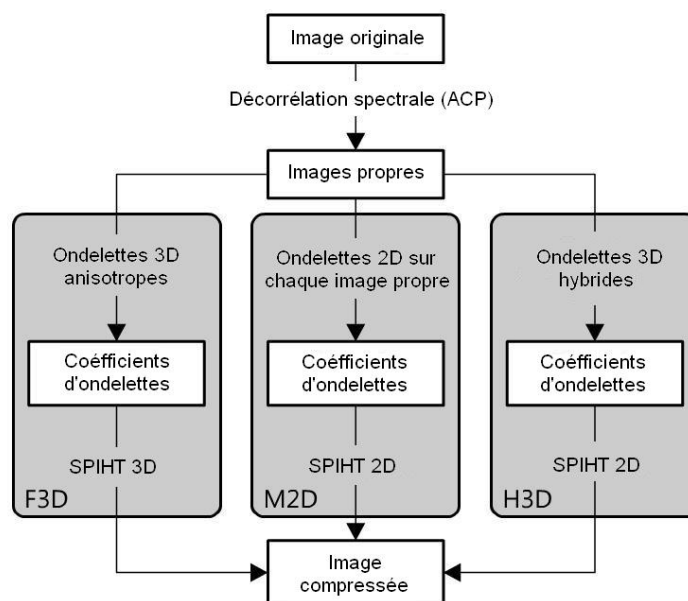 Image originale
Décorrélation spectrale (ACP)
Images propres
Ondelettes 3D
anisotropes
Coéfficients
d'ondelettes
SPIHT 3D
F3D
Ondelettes 2D sur
chaque image propre
Coéfficients
d'ondelettes
SPIHT 2D
M2D
Ondelettes 3D
hybrides
Coéfficients
d'ondelettes
SPIHT 2D
H3D
Image
compressée